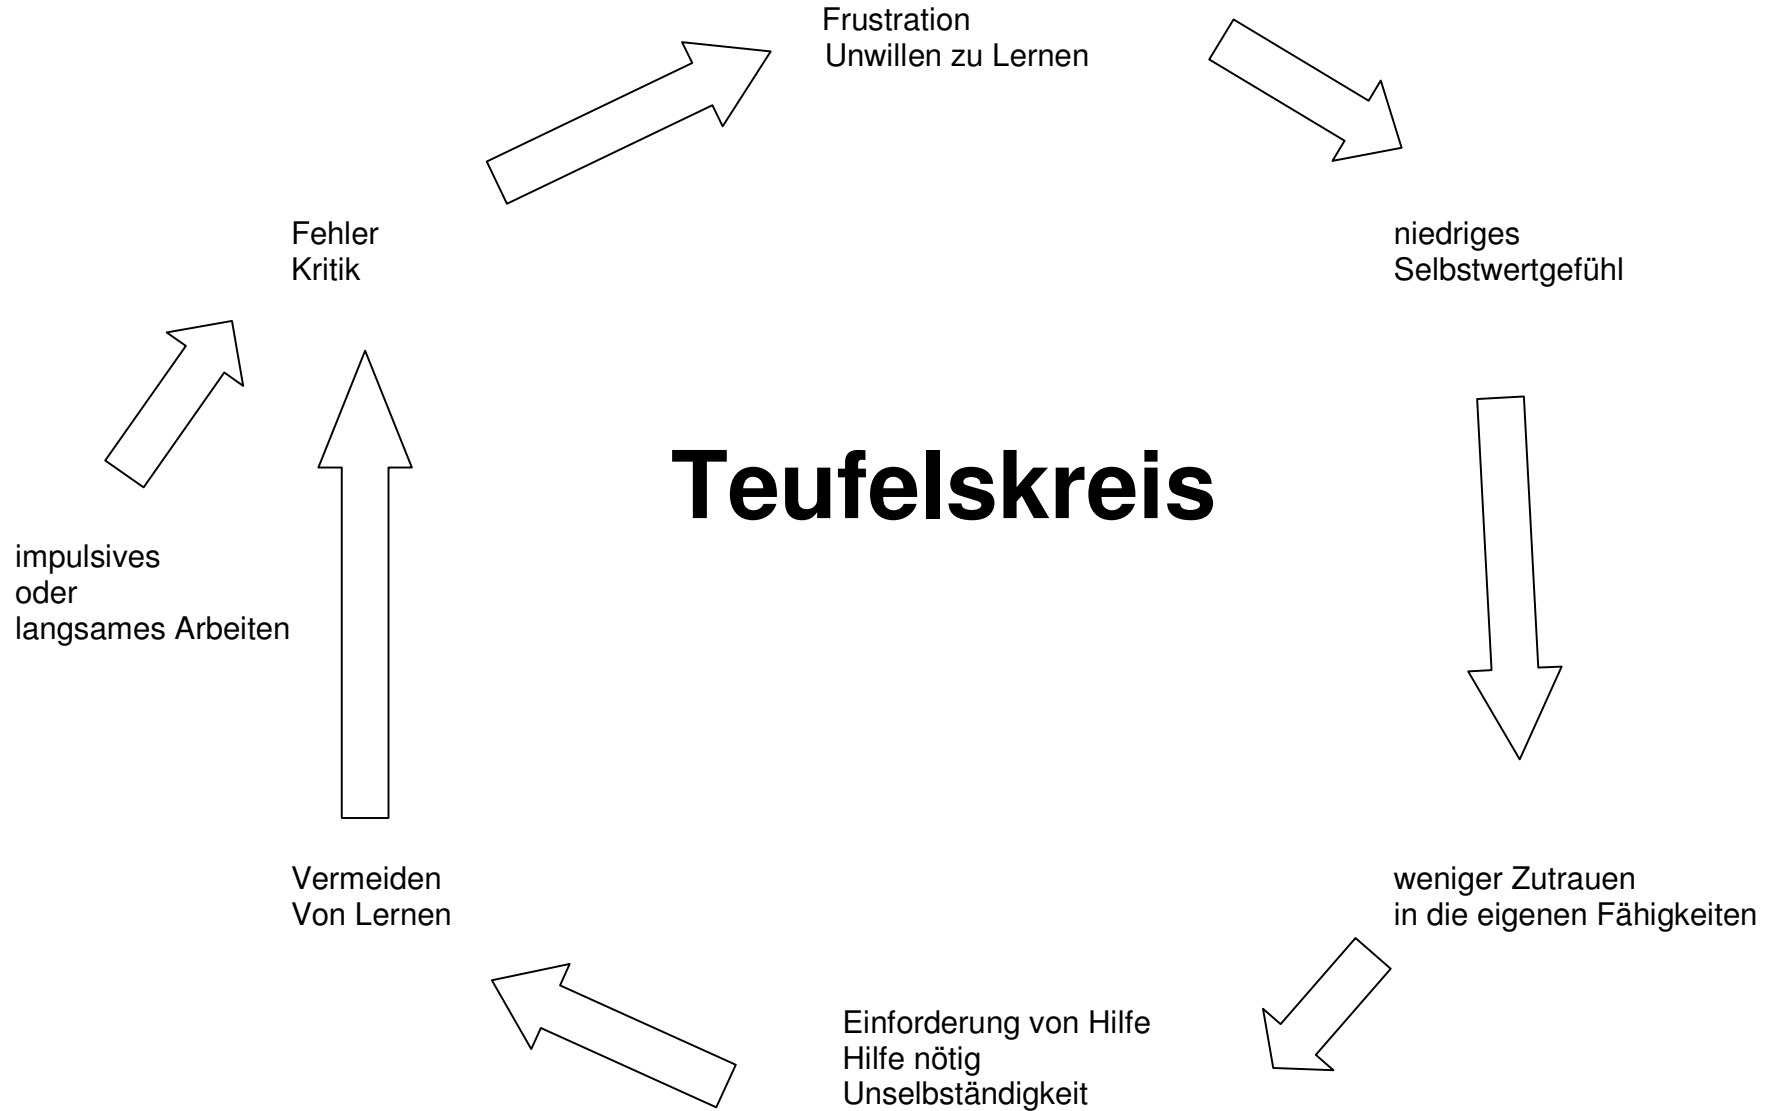 Frustration
Unwillen zu Lernen
Fehler
Kritik
niedriges
Selbstwertgefühl
Teufelskreis
impulsives
oder
langsames Arbeiten
Vermeiden
Von Lernen
weniger Zutrauen
in die eigenen Fähigkeiten
Einforderung von Hilfe
Hilfe nötig
Unselbständigkeit